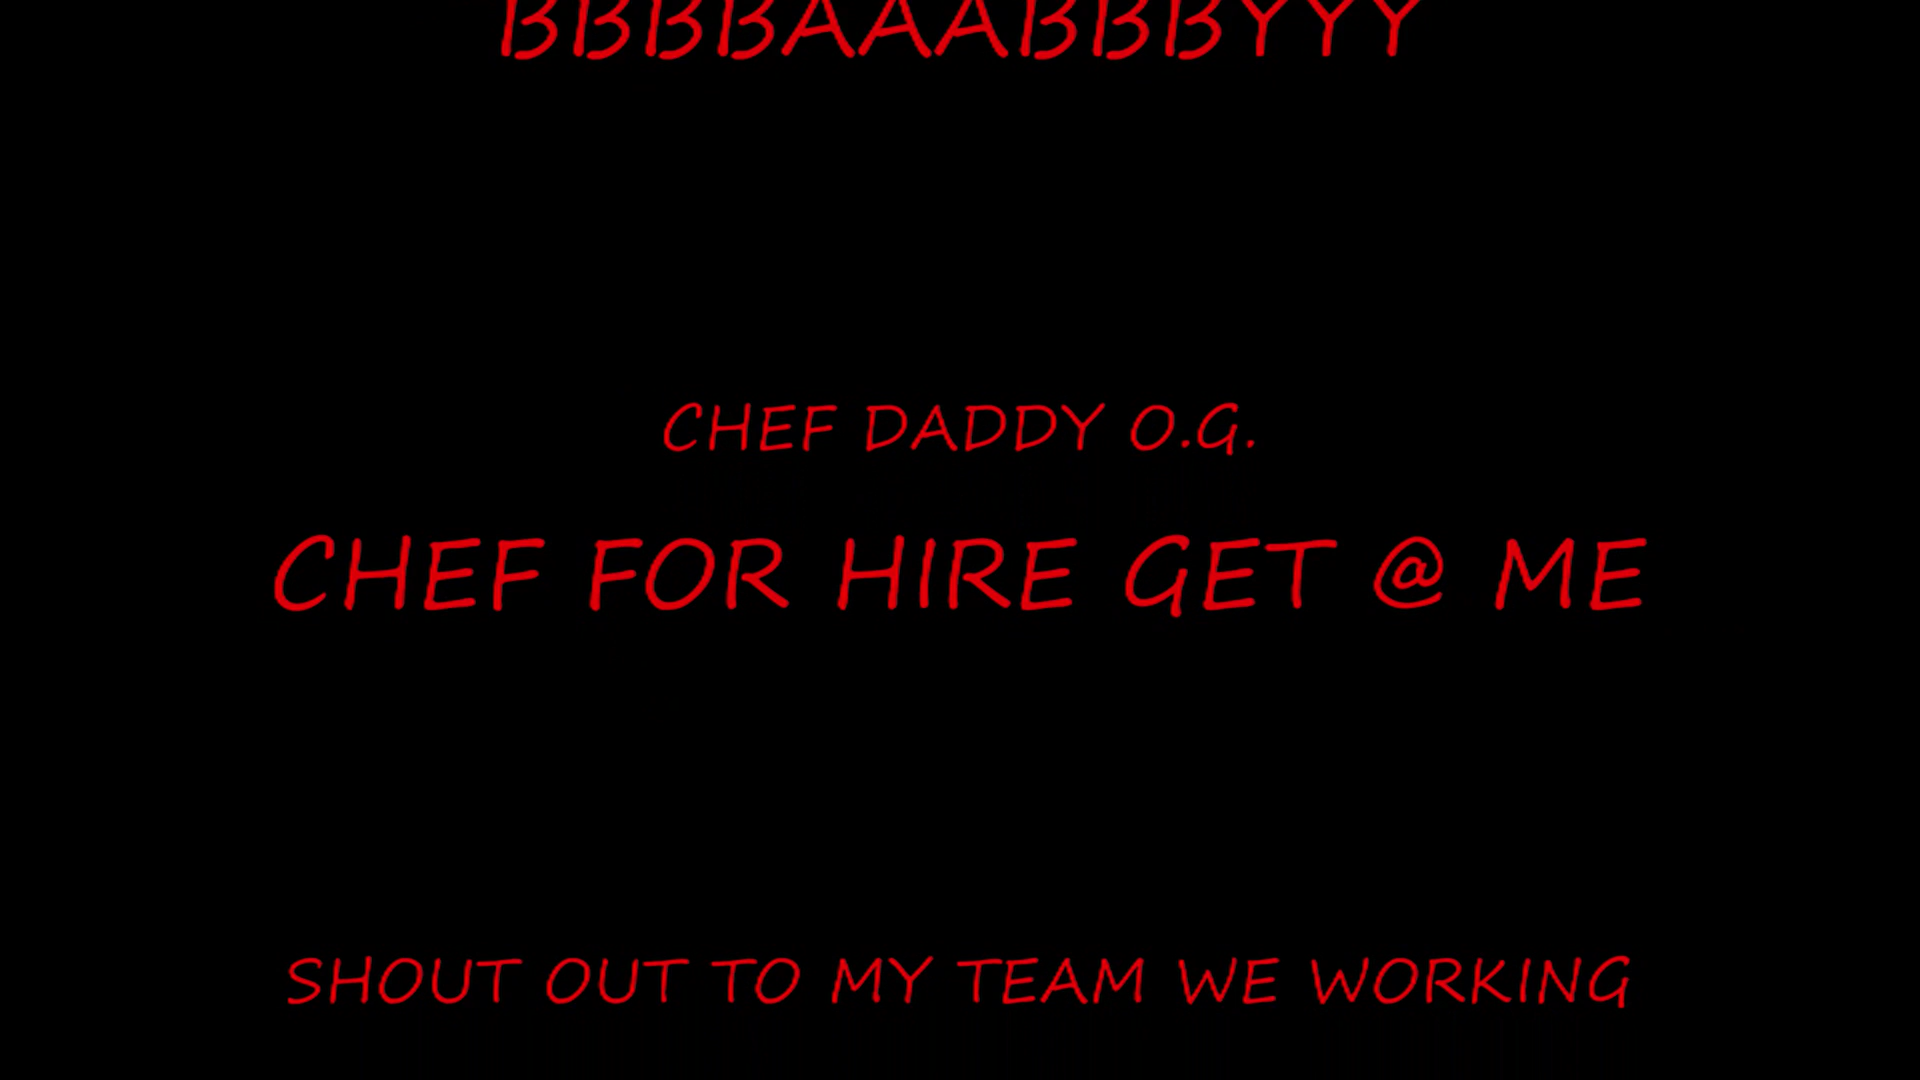 BBBBAAABBBYYY
CHEF DADDY O.G.
CHEF FOR HIRE GET @ ME
SHOUT OUT TO MY TEAM WE WORKING